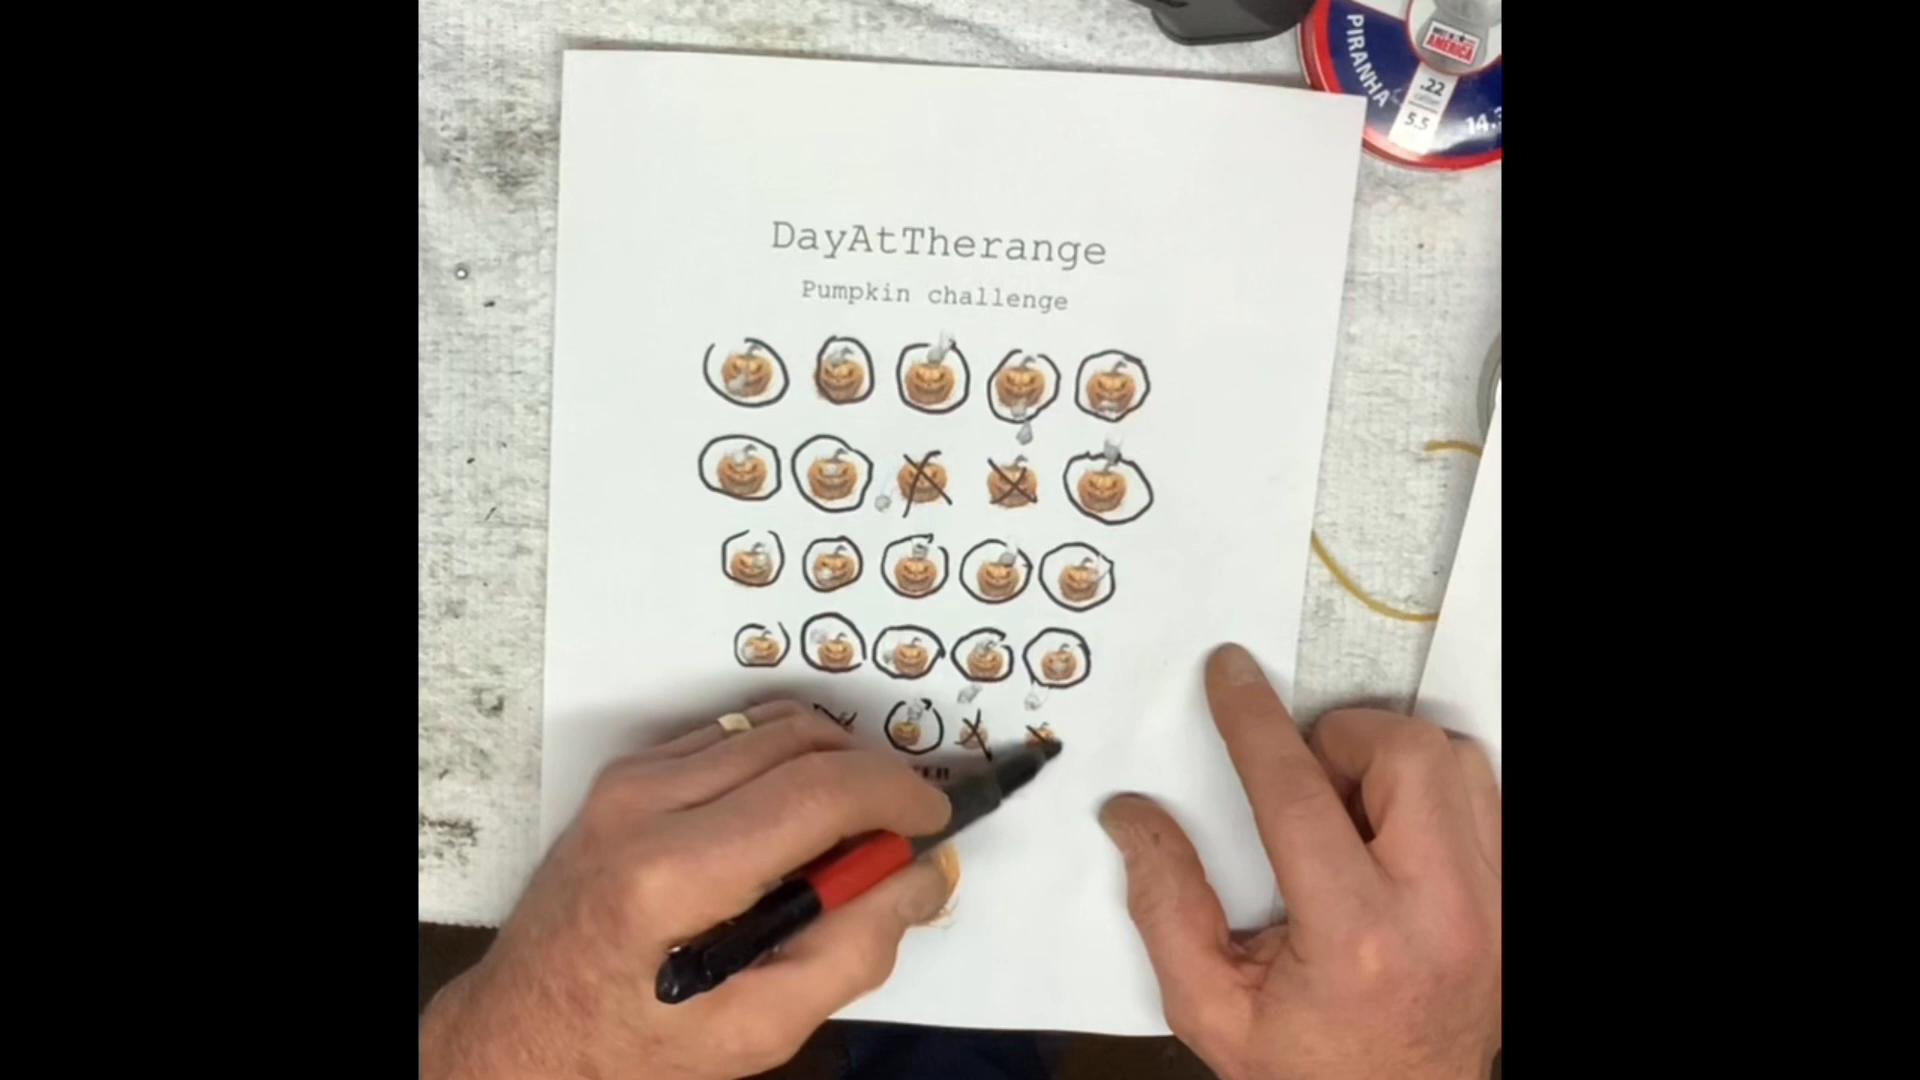 PIRANHA
AMERICA
.22
5.5
DayAtTherange
Pumpkin challenge